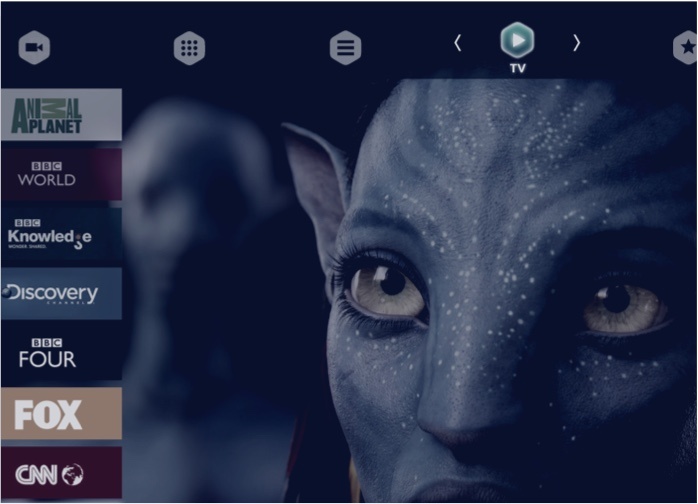 TV
ANIMAL
PLANET
BBC
WORLD
BBC
Knowledge
WONDER. SHARED.
Discovery
CHANNEL
BBC
FOUR
FOX
CNN